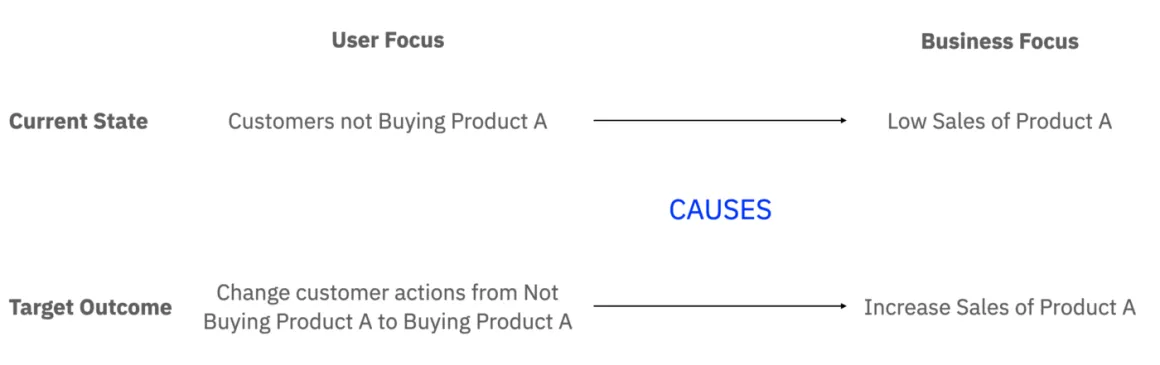 User Focus
Business Focus
Current State
Customers not Buying Product A
Low Sales of Product A
CAUSES
Target Outcome
Change customer actions from Not
Buying Product A to Buying Product A
Increase Sales of Product A